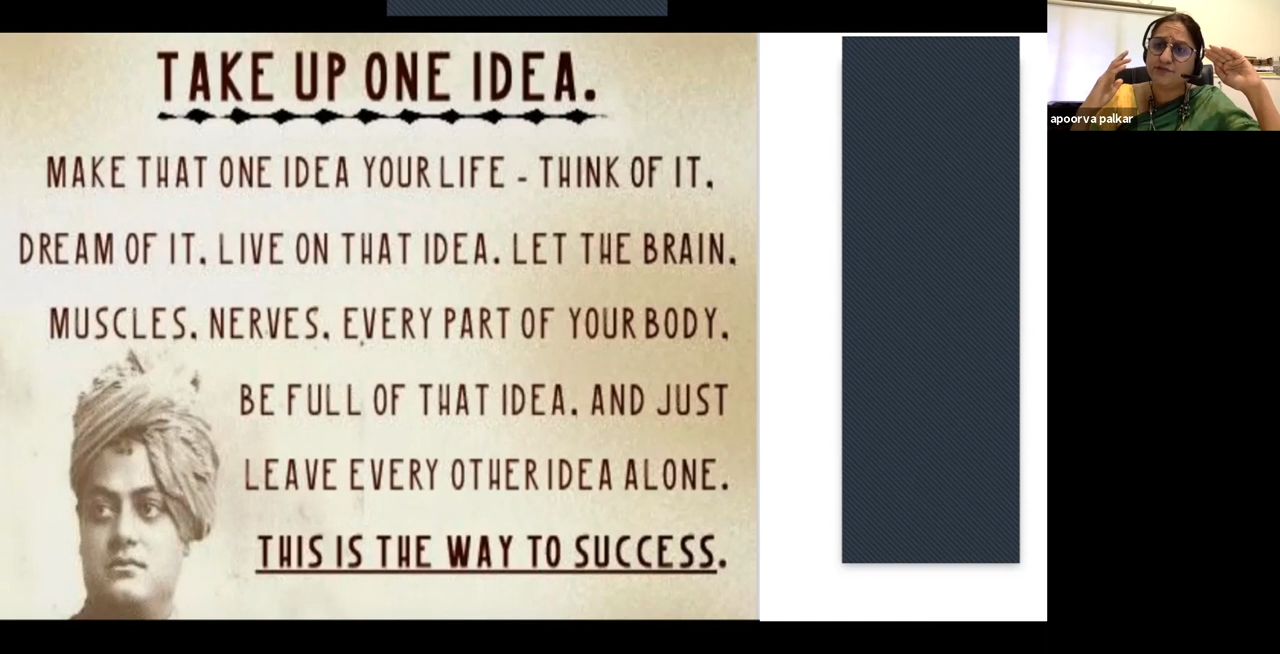 TAKE UP ONE IDEA.
MAKE THAT ONE IDEA YOUR LIFE - THINK OF IT,
DREAM OF IT, LIVE ON THAT IDEA. LET THE BRAIN,
MUSCLES, NERVES, EVERY PART OF YOUR BODY,
BE FULL OF THAT IDEA, AND JUST
LEAVE EVERY OTHER IDEA ALONE.
THIS IS THE WAY TO SUCCESS.
apoorva palkar